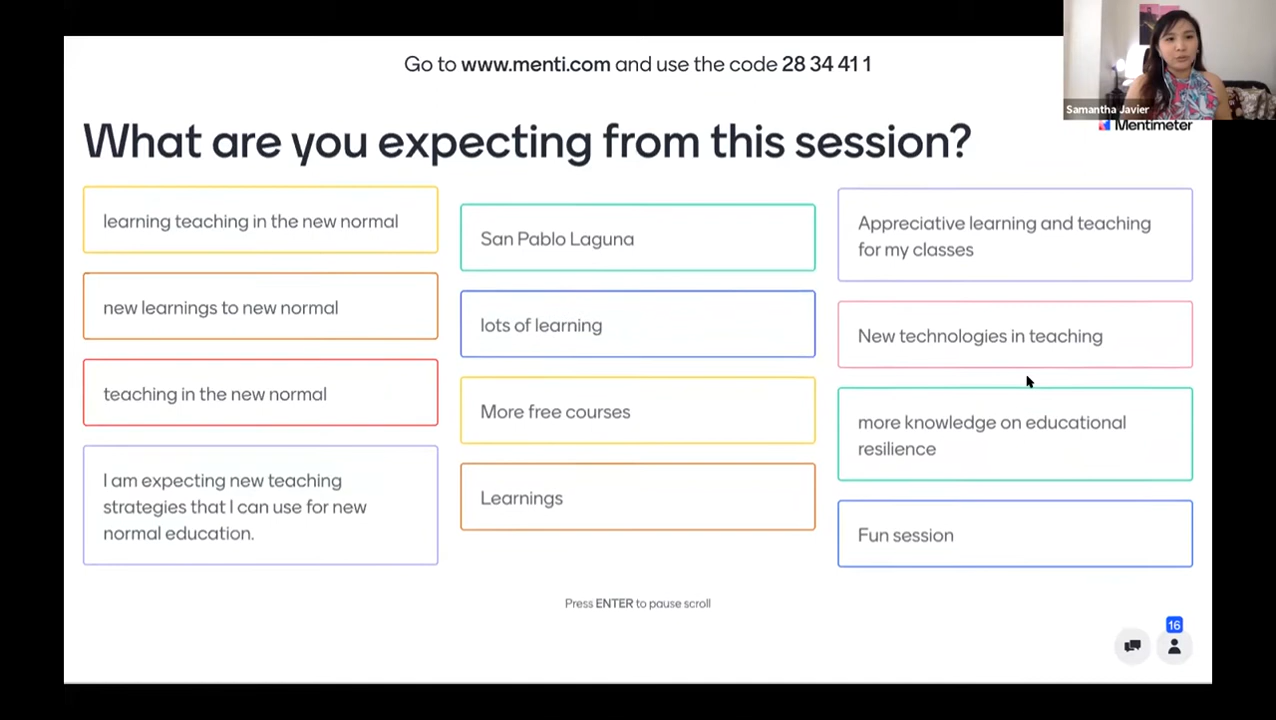 Go to www.menti.com and use the code 28 34 41 1
Samantha Javier
Mentimeter
What are you expecting from this session?
learning teaching in the new normal
new learnings to new normal
teaching in the new normal
I am expecting new teaching
strategies that I can use for new
normal education.
San Pablo Laguna
lots of learning
More free courses
Learnings
Appreciative learning and teaching
for my classes
New technologies in teaching
more knowledge on educational
resilience
Fun session
Press ENTER to pause scroll
16